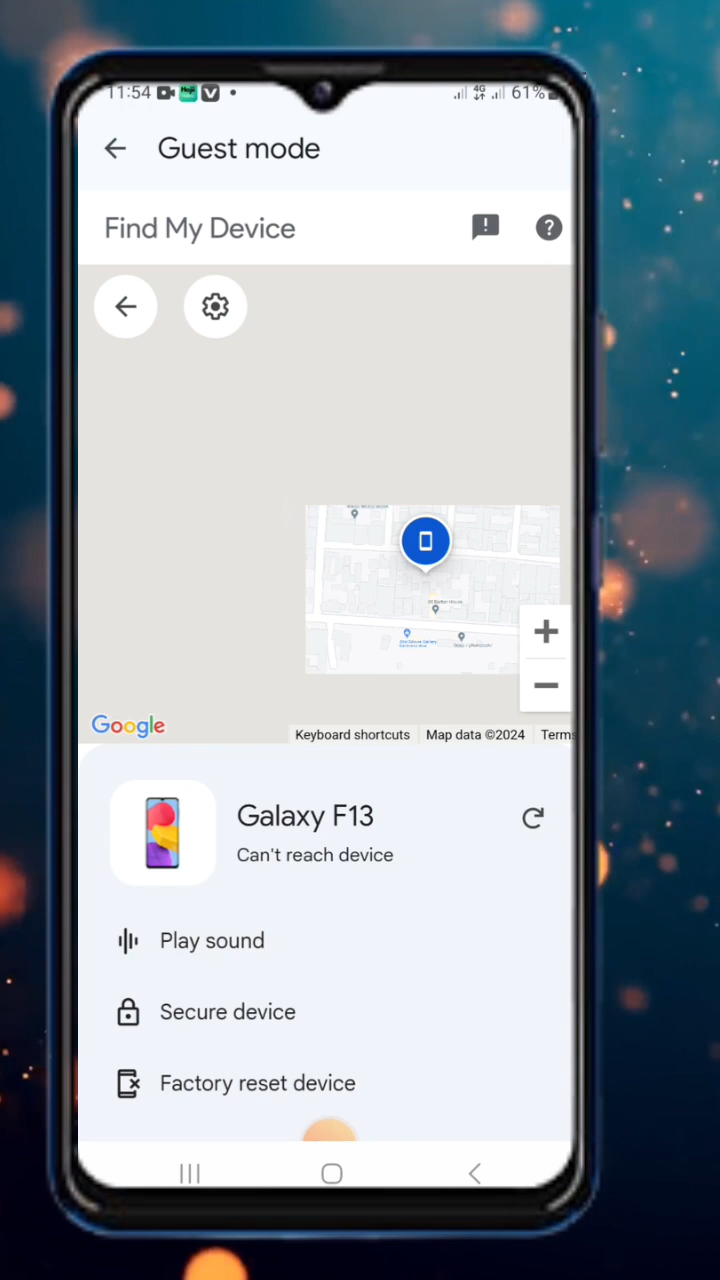 11:54
4G
61%
Guest mode
Find My Device
Google
Keyboard shortcuts
Map data ©2024
Terms
Galaxy F13
Can't reach device
Play sound
Secure device
Factory reset device